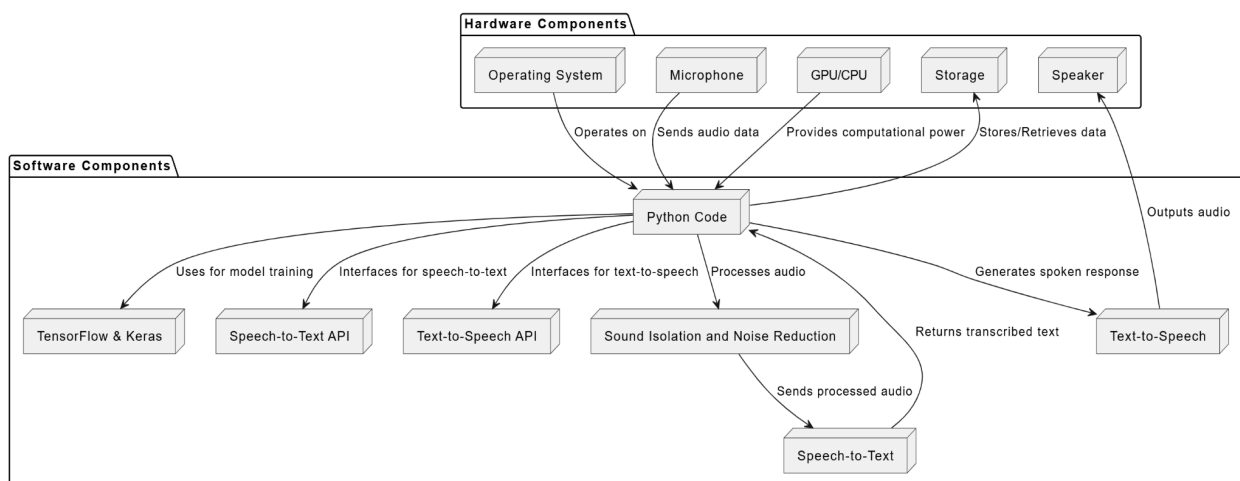 Hardware Components
Operating System
Microphone
GPU/CPU
Storage
Speaker
Operates on
Sends audio data
Provides computational power
Stores/Retrieves data
Software Components
Python Code
Outputs audio
Uses for model training
Interfaces for speech-to-text
Interfaces for text-to-speech
Processes audio
Generates spoken response
TensorFlow & Keras
Speech-to-Text API
Text-to-Speech API
Sound Isolation and Noise Reduction
Returns transcribed text
Text-to-Speech
Sends processed audio
Speech-to-Text